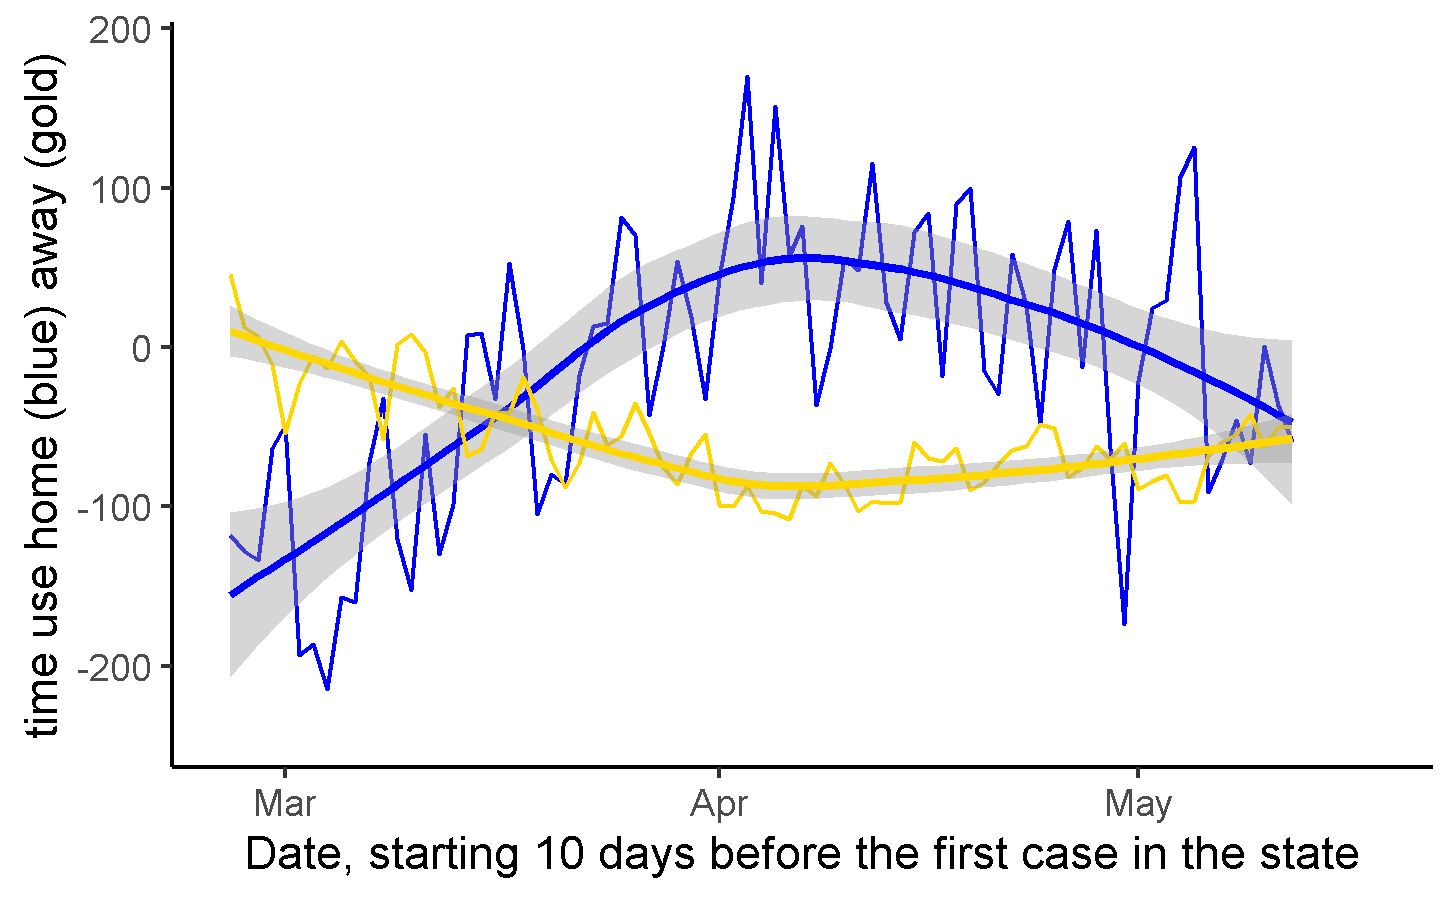 time use home (blue) away (gold)
200
100
0
-100
-200
Mar
Apr
May
Date, starting 10 days before the first case in the state